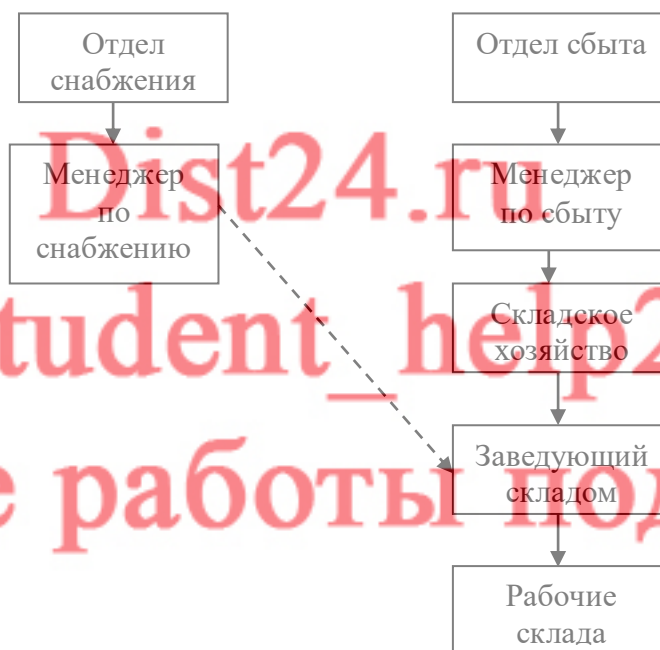 Отдел
снабжения
Отдел сбыта
Менеджер
по
снабжению
Менеджер
по сбыту
Складское
хозяйство
Заведующий
складом
Рабочие
склада
Dist24.ru
tudent_help2
е работы под